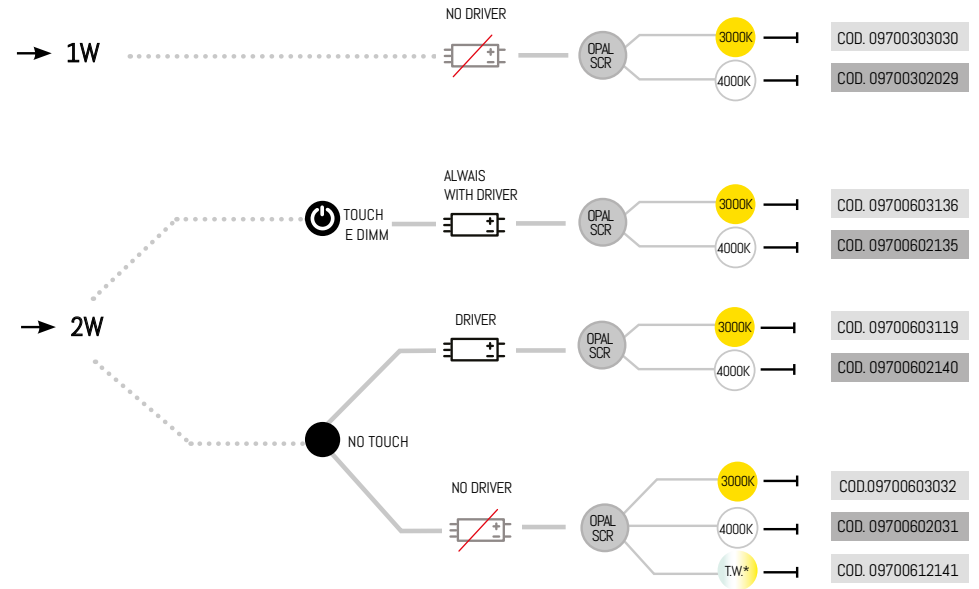 NO DRIVER
1W
OPAL
SCR
3000K
4000K
COD. 09700303030
COD. 09700302029
ALWAIS
WITH DRIVER
TOUCH
E DIMM
OPAL
SCR
3000K
4000K
COD. 09700603136
COD. 09700602135
2W
DRIVER
OPAL
SCR
3000K
4000K
COD. 09700603119
COD. 09700602140
NO TOUCH
NO DRIVER
OPAL
SCR
3000K
4000K
T.W.*
COD.09700603032
COD. 09700602031
COD. 09700612141